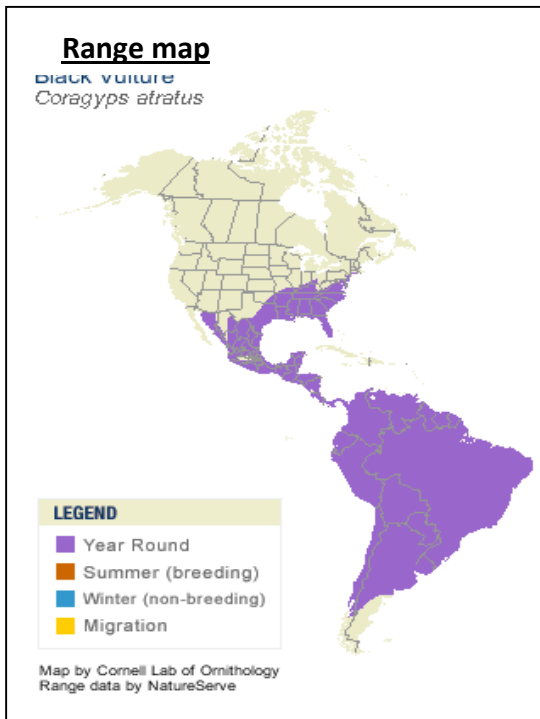 Range map
Black Vulture
Coragyps atratus
LEGEND
Year Round
Summer (breeding)
Winter (non-breeding)
Migration
Map by Cornell Lab of Ornithology
Range data by NatureServe